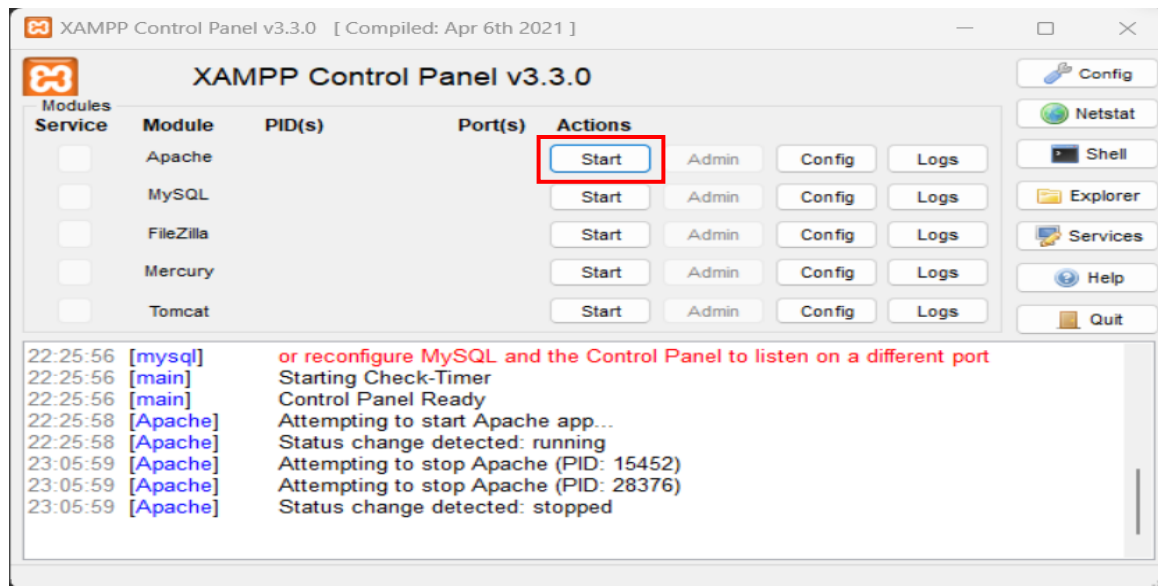 XAMPP Control Panel v3.3.0 [ Compiled: Apr 6th 2021 ]
XAMPP Control Panel v3.3.0
Config
Modules
Service Module PID(s) Port(s) Actions
Netstat
Apache Start Admin Config Logs
Shell
MySQL Start Admin Config Logs
Explorer
FileZilla Start Admin Config Logs
Services
Mercury Start Admin Config Logs
Help
Tomcat Start Admin Config Logs
Quit
22:25:56 [mysql] or reconfigure MySQL and the Control Panel to listen on a different port
22:25:56 [main] Starting Check-Timer
22:25:56 [main] Control Panel Ready
22:25:58 [Apache] Attempting to start Apache app...
22:25:58 [Apache] Status change detected: running
23:05:59 [Apache] Attempting to stop Apache (PID: 15452)
23:05:59 [Apache] Attempting to stop Apache (PID: 28376)
23:05:59 [Apache] Status change detected: stopped